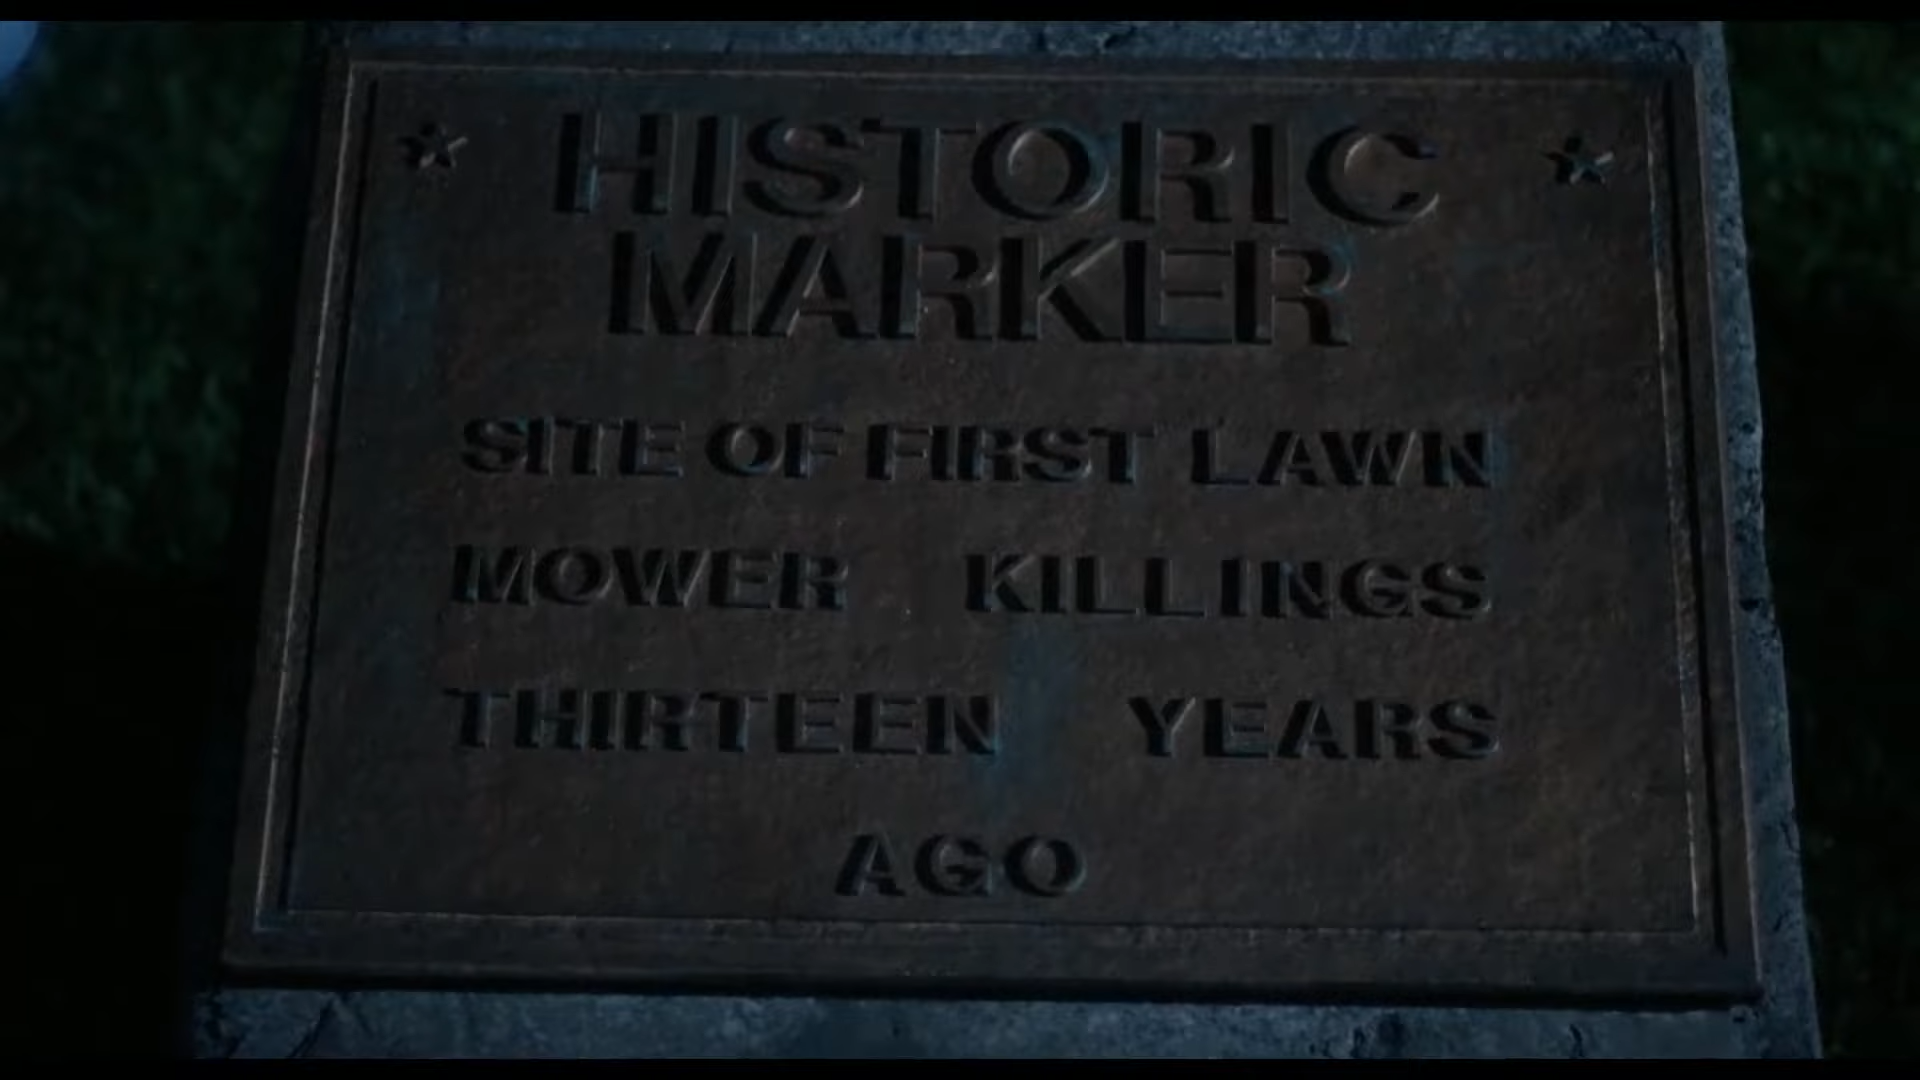 HISTORIC
MARKER
SITE OF FIRST LAWN
MOWER KILLINGS
THIRTEEN YEARS
AGO